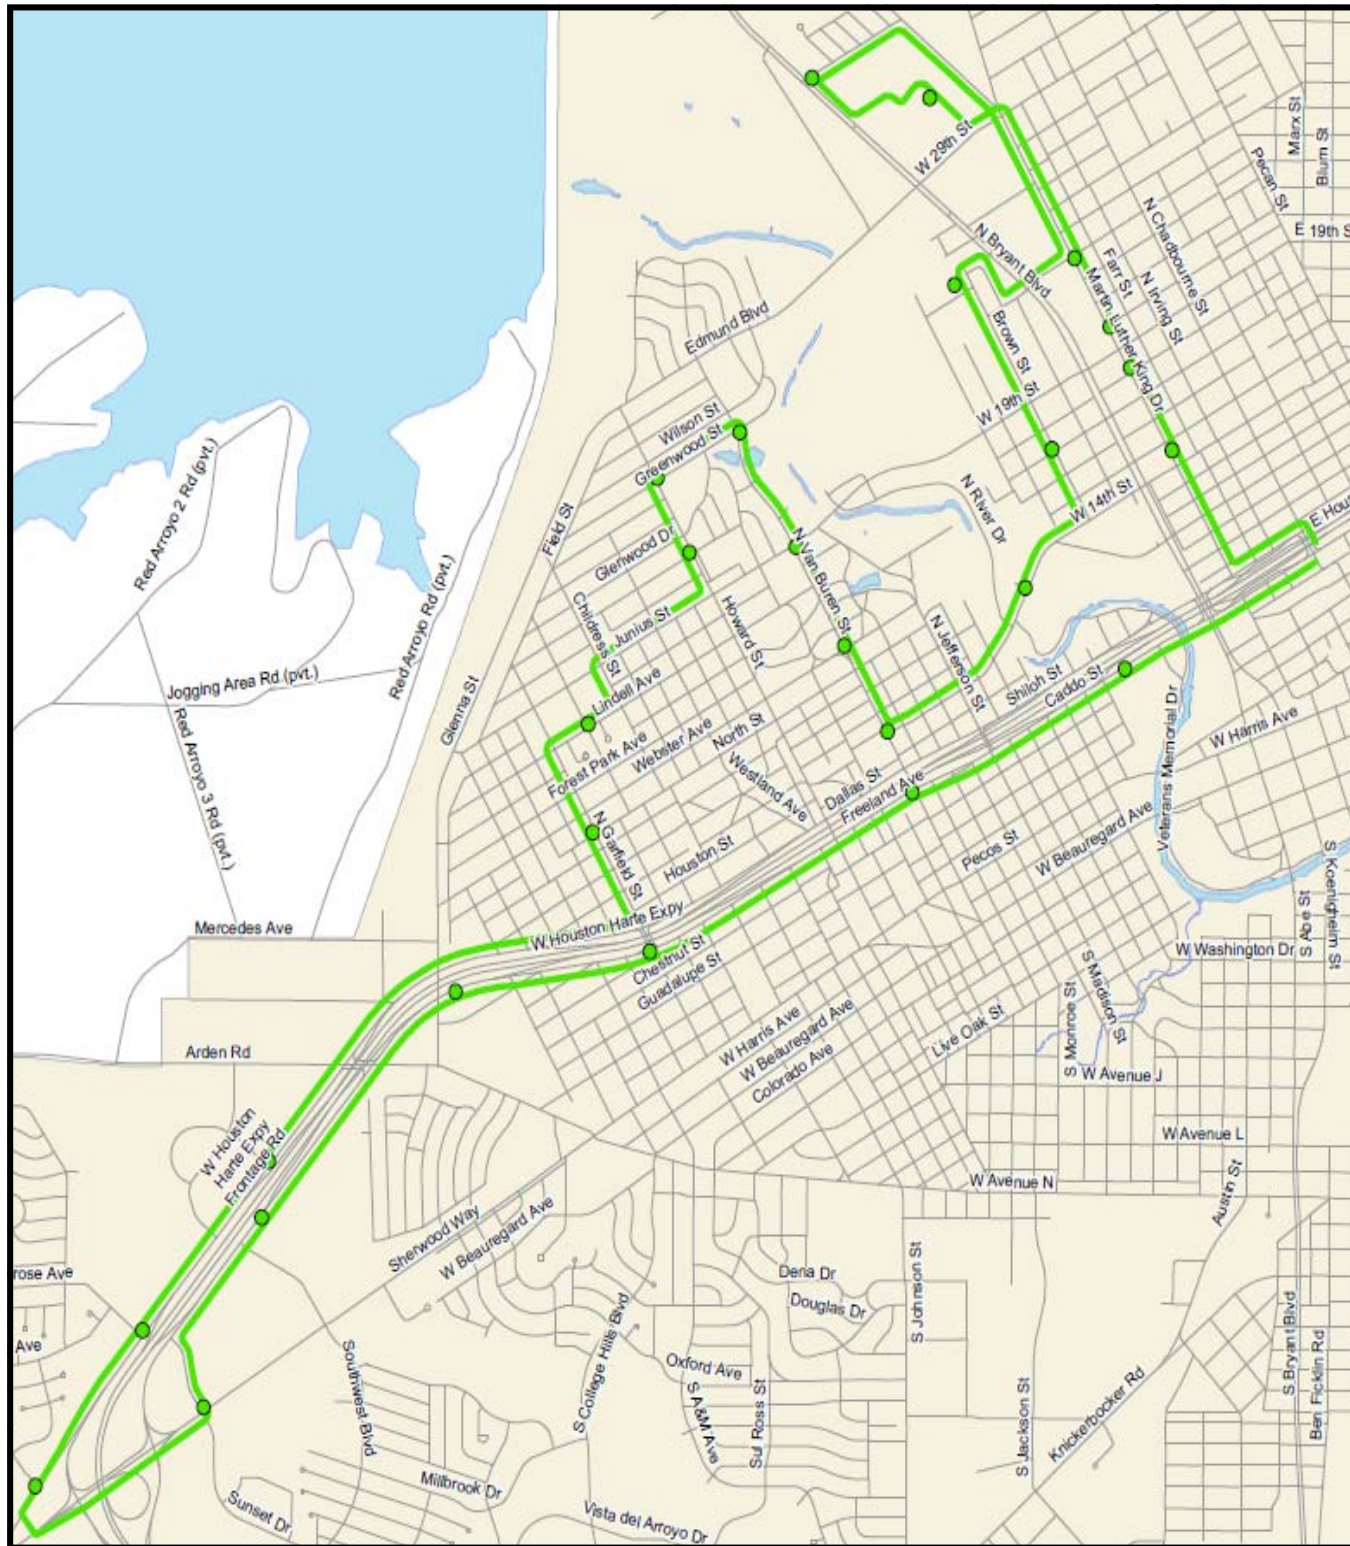 Marx St
Blum St
Pecan St
W 29th St
E 19th S
N Chadbourne St
N Bryant Blvd
Farr St
N Irving St
Martin Luther King Dr
Edmund Blvd
Brown St
W 19th St
Wilson St
Greenwood St
Red Arroyo 2 Rd (pvt.)
Field St
N River Dr
W 14th St
E Hou
Glenwood Dr
N Van Buren St
Red Arroyo Rd (pvt.)
Childress St
Junius St
Howard St
N Jefferson St
Jogging Area Rd (pvt.)
Glenna St
Lindell Ave
Shiloh St
Caddo St
Red Arroyo 3 Rd (pvt.)
Forest Park Ave
Webster Ave
North St
Westland Ave
Veterans Memorial Dr
W Harris Ave
Dallas St
Freeland Ave
N Garfield St
Houston St
Pecos St
W Beauregard Ave
S Koenigheim St
S Abe St
Mercedes Ave
W Houston Harte Expy
Chestnut St
Guadalupe St
W Washington Dr
S Madison St
S Monroe St
W Harris Ave
W Beauregard Ave
Colorado Ave
Live Oak St
Arden Rd
W Avenue J
W Houston
Harte Expy
Frontage Rd
W Avenue L
W Avenue N
Austin St
Sherwood Way
W Beauregard Ave
rose Ave
Dena Dr
Douglas Dr
S Johnson St
Ave
Southwest Blvd
S College Hills Blvd
Oxford Ave
S A&M Ave
Sul Ross St
S Jackson St
Knickerbocker Rd
S Bryant Blvd
Ben Ficklin Rd
Millbrook Dr
Sunset Dr
Vista del Arroyo Dr